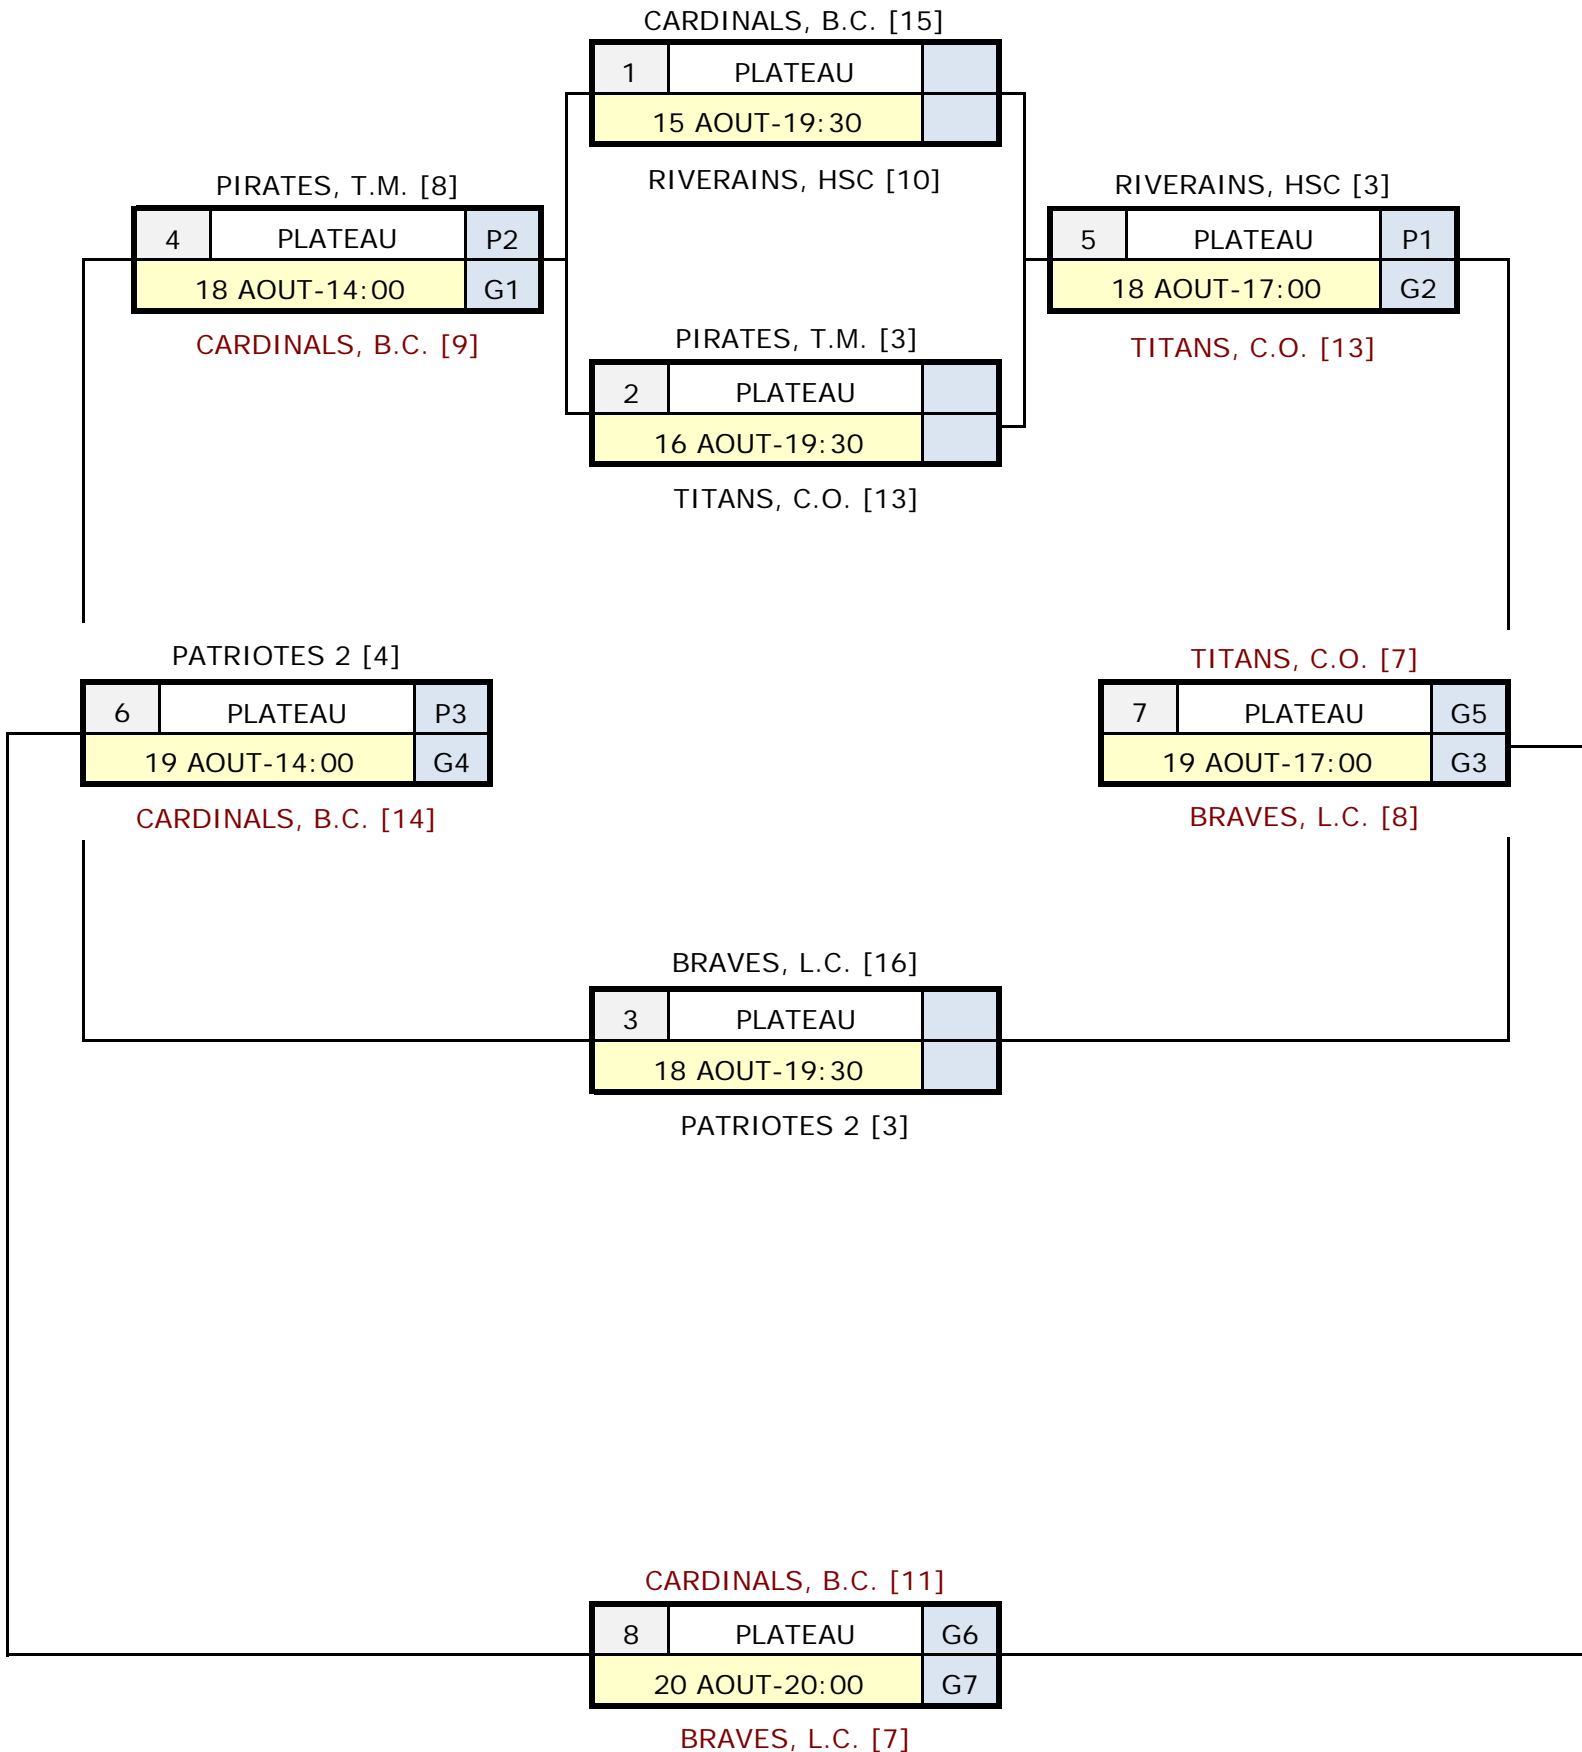 CARDINALS, B.C. [15]
1 PLATEAU
15 AOUT-19:30
RIVERAINS, HSC [10]
PIRATES, T.M. [8]
4 PLATEAU P2
18 AOUT-14:00 G1
CARDINALS, B.C. [9]
RIVERAINS, HSC [3]
5 PLATEAU P1
18 AOUT-17:00 G2
TITANS, C.O. [13]
PIRATES, T.M. [3]
2 PLATEAU
16 AOUT-19:30
TITANS, C.O. [13]
PATRIOTES 2 [4]
6 PLATEAU P3
19 AOUT-14:00 G4
CARDINALS, B.C. [14]
TITANS, C.O. [7]
7 PLATEAU G5
19 AOUT-17:00 G3
BRAVES, L.C. [8]
BRAVES, L.C. [16]
3 PLATEAU
18 AOUT-19:30
PATRIOTES 2 [3]
CARDINALS, B.C. [11]
8 PLATEAU G6
20 AOUT-20:00 G7
BRAVES, L.C. [7]